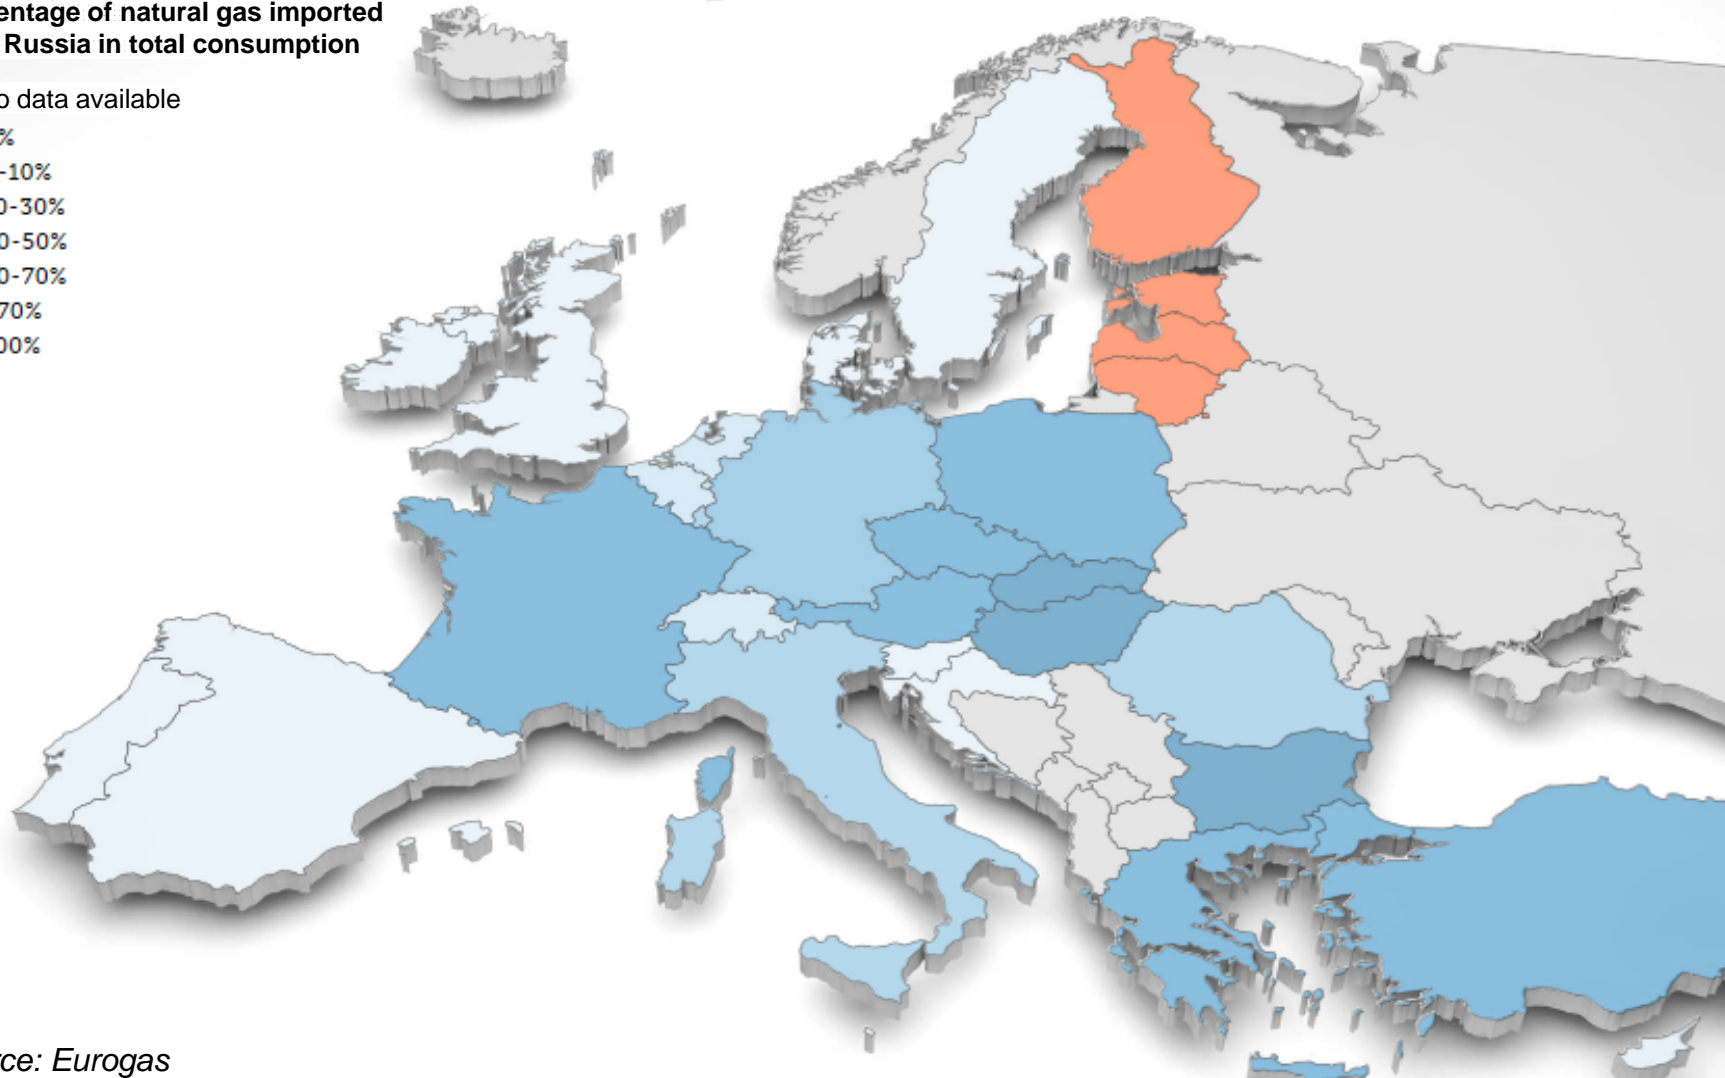 entage of natural gas imported
Russia in total consumption
o data available
%
-10%
0-30%
0-50%
0-70%
70%
00%
rce: Eurogas